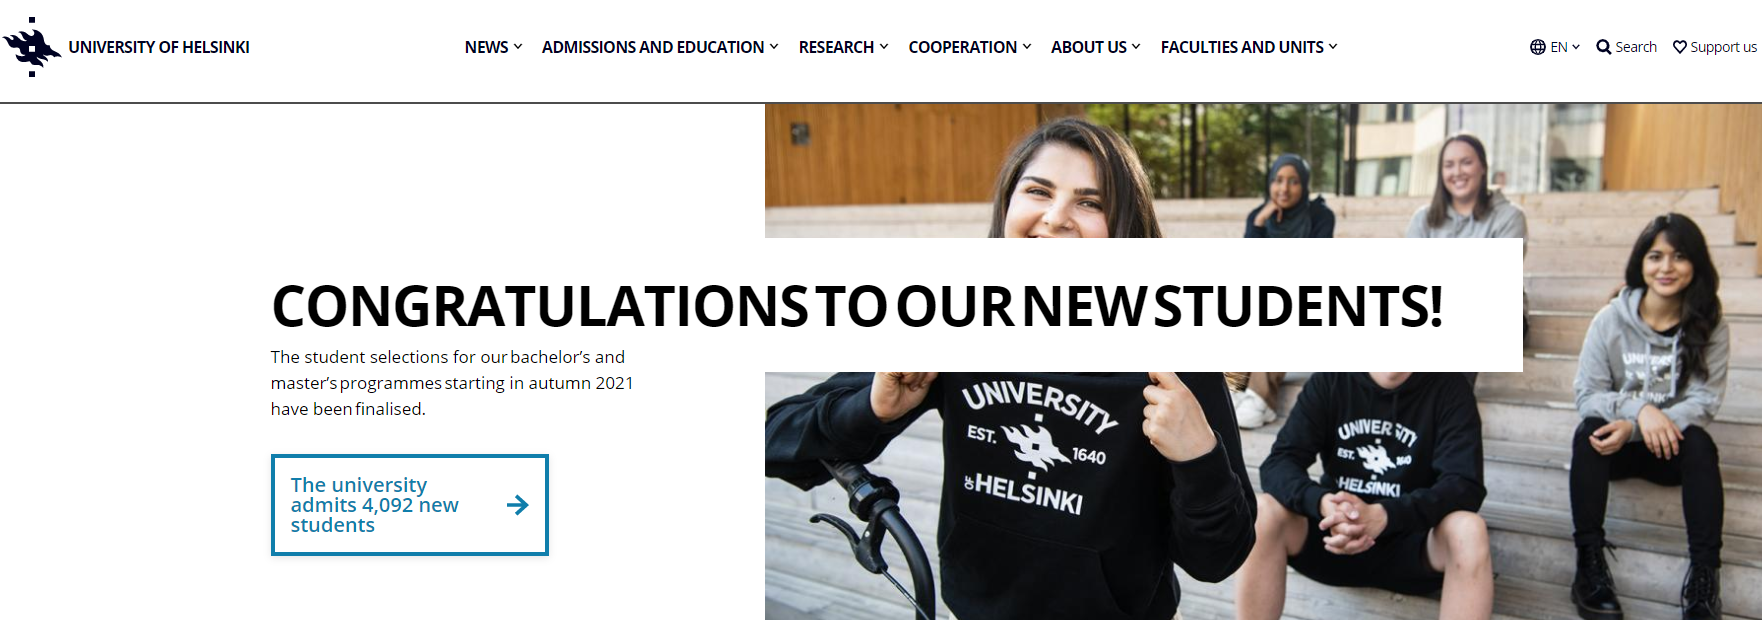 UNIVERSITY OF HELSINKI
NEWS
ADMISSIONS AND EDUCATION
RESEARCH
COOPERATION
ABOUT US
FACULTIES AND UNITS
EN
Search
Support us
CONGRATULATIONS TO OUR NEW STUDENTS!
The student selections for our bachelor’s and
master’s programmes starting in autumn 2021
have been finalised.
The university
admits 4,092 new
students
UNIVERSITY
EST. 1640
OF HELSINKI
UNIVERSITY
EST. 1640
HELSINKI